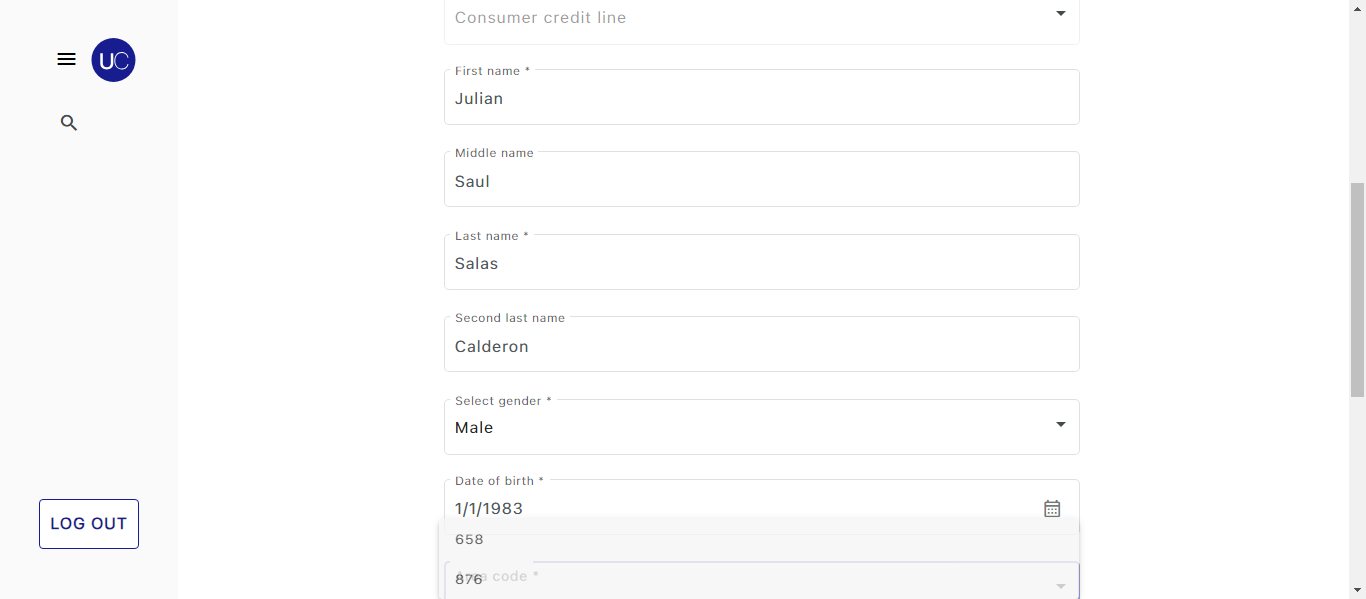 Consumer credit line
UC
First name *
Julian
Middle name
Saul
Last name *
Salas
Second last name
Calderon
Select gender *
Male
Date of birth *
1/1/1983
658
Area code *
876
LOG OUT